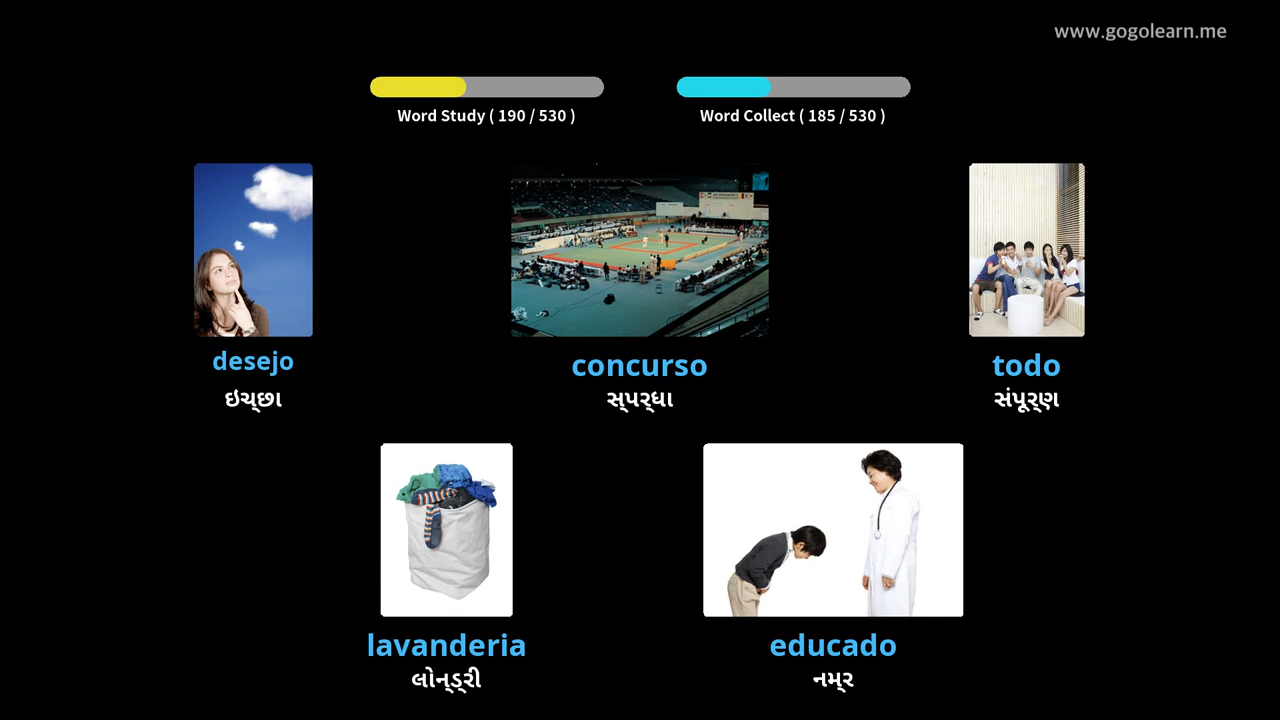 www.gogolearn.me
Word Study ( 190 / 530 )
Word Collect ( 185 / 530 )
desejo
ઇચ્છા
concurso
સ્પર્ધા
todo
સંપૂર્ણ
lavanderia
લોન્ડ્રી
educado
નમ્ર